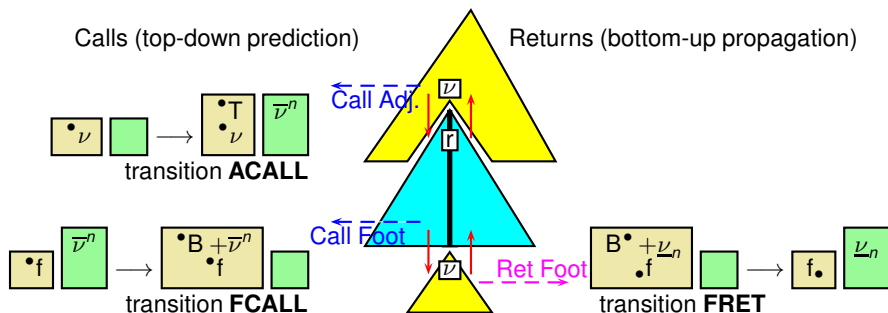 Calls (top-down prediction)
Returns (bottom-up propagation)
ν
Call Adj.
•T
ν̅ⁿ
•ν
⟶
•ν
r
transition ACALL
Call Foot
•f
ν̅ⁿ
⟶
•B +ν̅ⁿ
•f
transition FCALL
ν
Ret Foot
B• +ν̲ₙ
•f
⟶
f•
ν̲ₙ
transition FRET